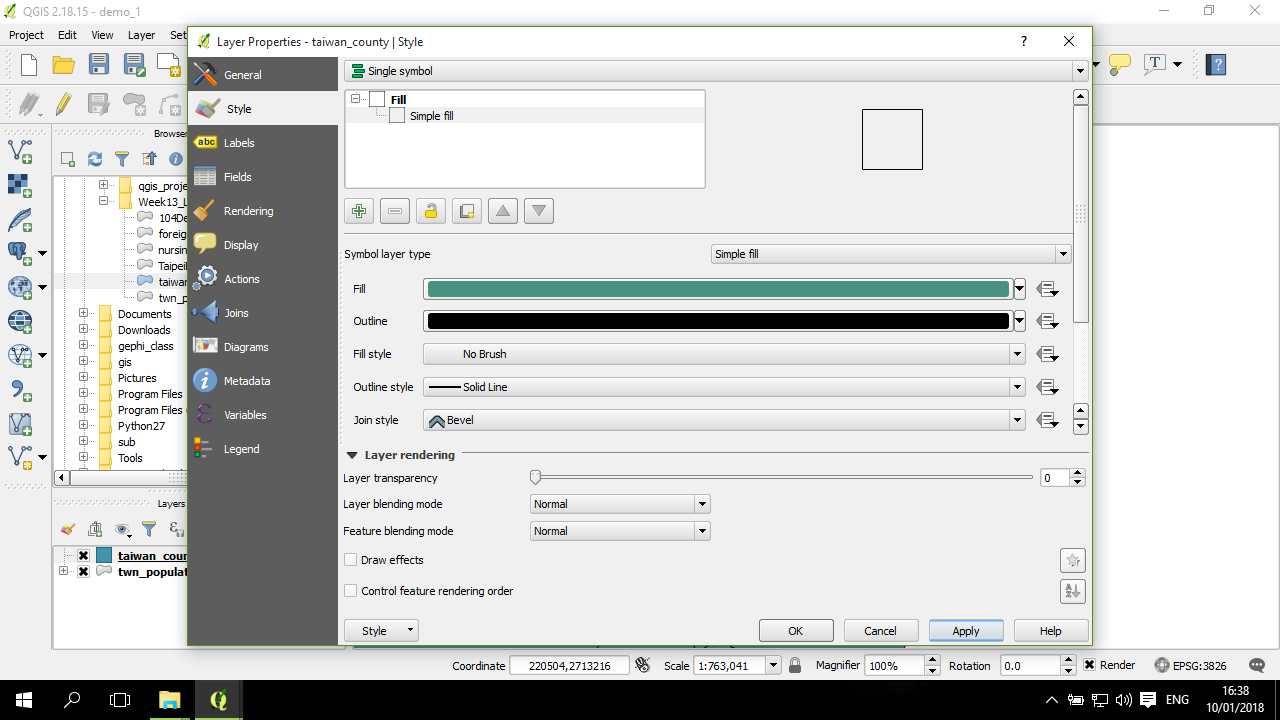 QGIS 2.18.15 - demo_1
Project Edit View Layer Set
Layer Properties - taiwan_county | Style
General
Style
Labels
Fields
Rendering
Display
Actions
Joins
Diagrams
Metadata
Variables
Legend
Single symbol
Fill
Simple fill
Symbol layer type Simple fill
Fill
Outline
Fill style No Brush
Outline style Solid Line
Join style Bevel
Layer rendering
Layer transparency 0
Layer blending mode Normal
Feature blending mode Normal
Draw effects
Control feature rendering order
Style OK Cancel Apply Help
Browse
qgis_proje
Week13_L
104De
foreig
nursin
Taipei
taiwan
twn_p
Documents
Downloads
gephi_class
gis
Pictures
Program Files
Program Files
Python27
sub
Tools
Layers
taiwan_cour
twn_populat
Coordinate 220504,2713216 Scale 1:763,041 Magnifier 100% Rotation 0.0 Render EPSG:3826
ENG
16:38
10/01/2018
abc
T